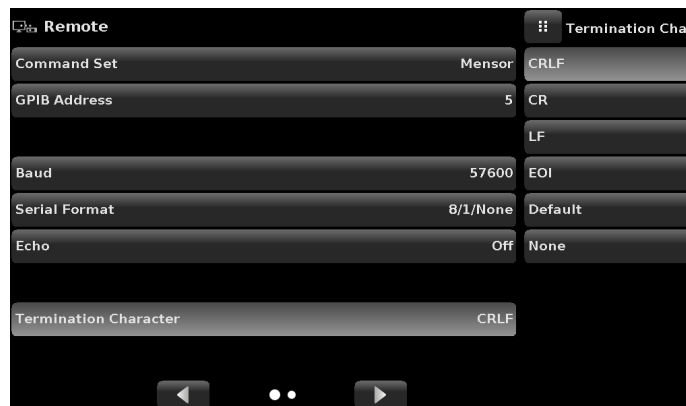 Remote
Command Set Mensor
GPIB Address 5
Baud 57600
Serial Format 8/1/None
Echo Off
Termination Character CRLF
Termination Cha
CRLF
CR
LF
EOI
Default
None